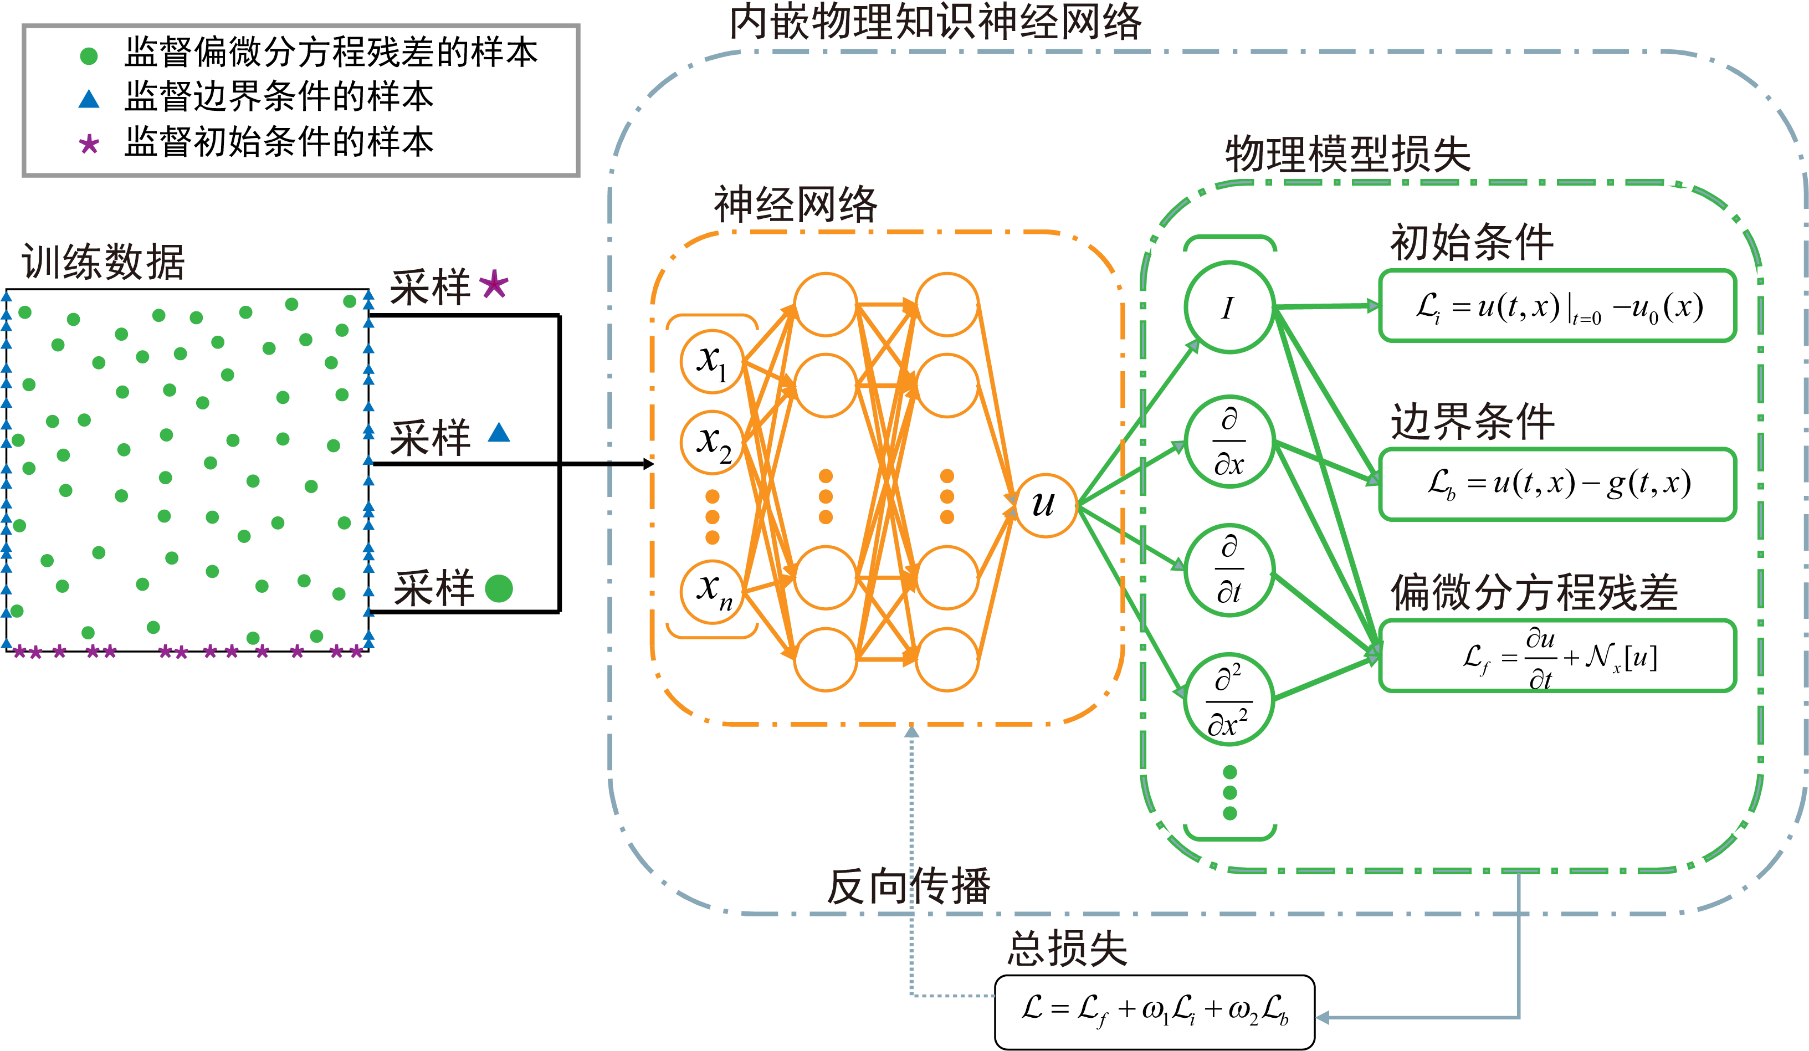 内嵌物理知识神经网络
监督偏微分方程残差的样本
监督边界条件的样本
监督初始条件的样本
物理模型损失
神经网络
训练数据
采样
采样
采样
x₁
x₂
xₙ
u
I
∂/∂x
∂/∂t
∂²/∂x²
初始条件
ℒᵢ = u(t, x)|ₜ₌₀ − u₀(x)
边界条件
ℒ_b = u(t, x) − g(t, x)
偏微分方程残差
ℒ_f = ∂u/∂t + 𝒩ₓ[u]
反向传播
总损失
ℒ = ℒ_f + ω₁ℒᵢ + ω₂ℒ_b